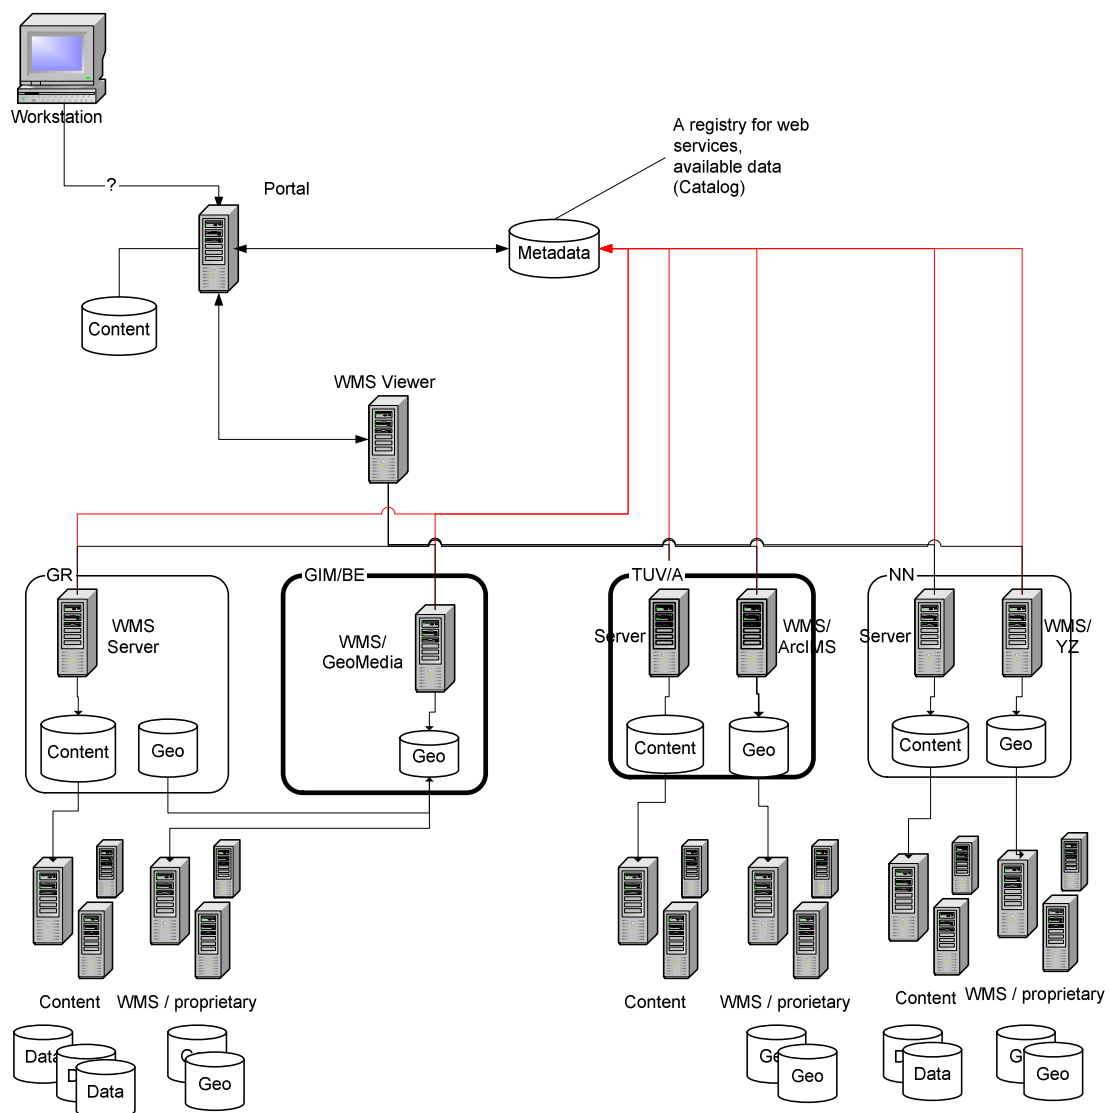 Workstation
A registry for web
services,
available data
(Catalog)
?
Portal
Metadata
Content
WMS Viewer
GR
GIM/BE
TUV/A
NN
WMS
Server
WMS/
GeoMedia
Server
WMS/
ArcIMS
Server
WMS/
YZ
Content
Geo
Geo
Content
Geo
Content
Geo
Content
WMS / proprietary
Content
WMS / prorietary
Content
WMS / proprietary
Data
D
Data
G
Geo
Ge
Geo
D
Data
G
Geo